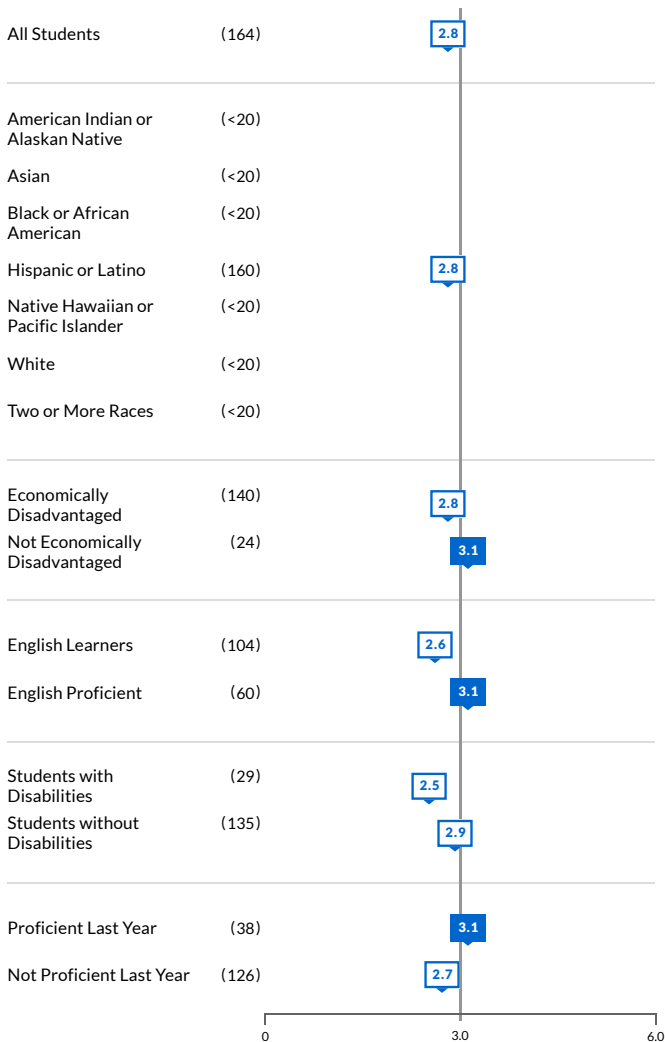 All Students (164) 2.8
American Indian or (<20)
Alaskan Native
Asian (<20)
Black or African (<20)
American
Hispanic or Latino (160) 2.8
Native Hawaiian or (<20)
Pacific Islander
White (<20)
Two or More Races (<20)
Economically (140) 2.8
Disadvantaged
Not Economically (24) 3.1
Disadvantaged
English Learners (104) 2.6
English Proficient (60) 3.1
Students with (29) 2.5
Disabilities
Students without (135) 2.9
Disabilities
Proficient Last Year (38) 3.1
Not Proficient Last Year (126) 2.7
0 3.0 6.0